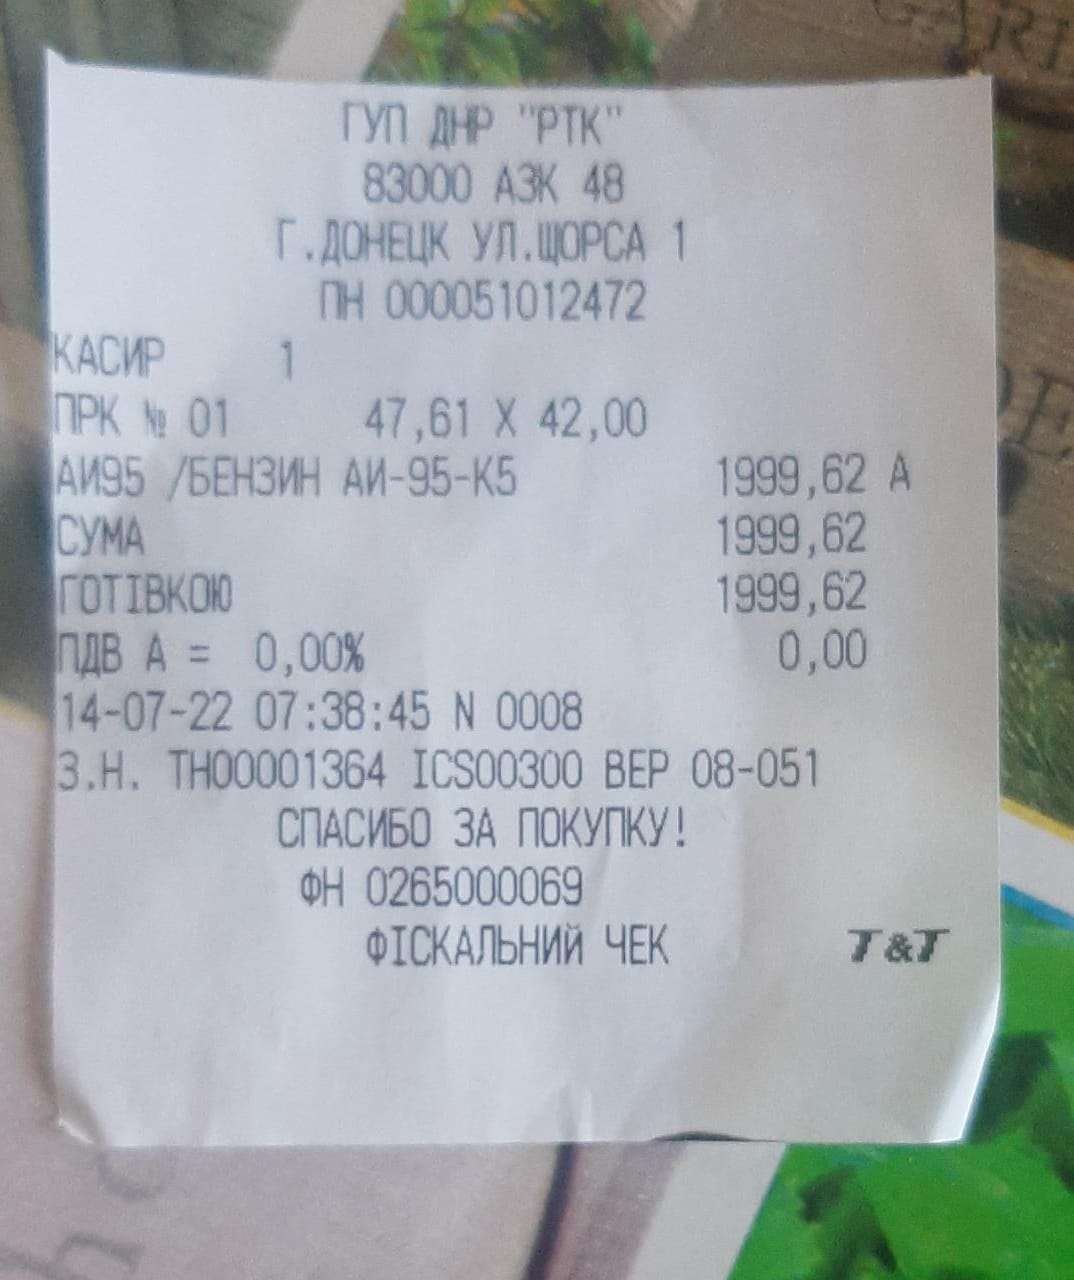 ГУП ДНР "РТК"
83000 АЗК 48
Г.ДОНЕЦК УЛ.ЩОРСА 1
ПН 000051012472
КАСИР 1
ПРК № 01 47,61 X 42,00
АИ95 /БЕНЗИН АИ-95-К5 1999,62 А
СУМА 1999,62
ГОТІВКОЮ 1999,62
ПДВ А = 0,00% 0,00
14-07-22 07:38:45 N 0008
З.Н. ТН00001364 ICS00300 ВЕР 08-051
СПАСИБО ЗА ПОКУПКУ!
ФН 0265000069
ФІСКАЛЬНИЙ ЧЕК T&T